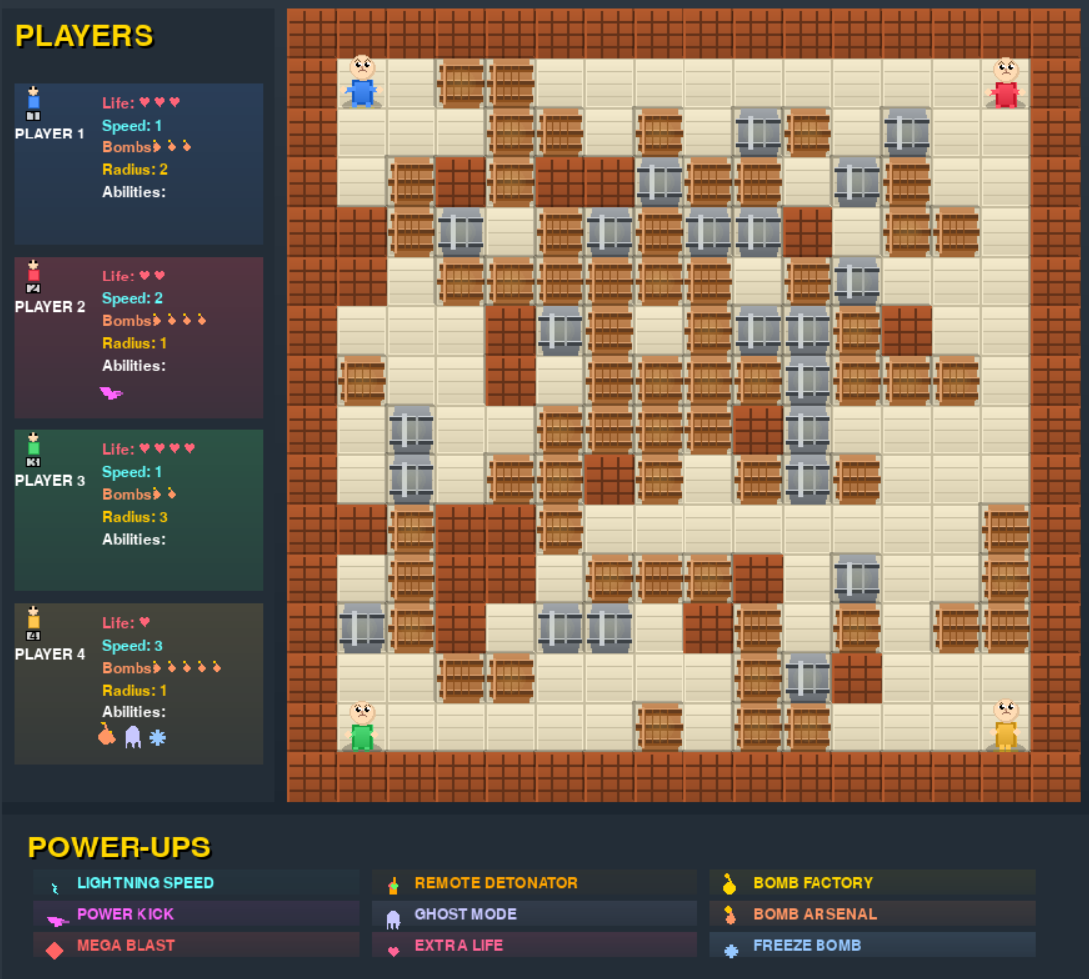 PLAYERS
PLAYER 1
Life:
Speed: 1
Bombs:
Radius: 2
Abilities:
PLAYER 2
Life:
Speed: 2
Bombs:
Radius: 1
Abilities:
PLAYER 3
Life:
Speed: 1
Bombs:
Radius: 3
Abilities:
PLAYER 4
Life:
Speed: 3
Bombs:
Radius: 1
Abilities:
POWER-UPS
LIGHTNING SPEED
REMOTE DETONATOR
BOMB FACTORY
POWER KICK
GHOST MODE
BOMB ARSENAL
MEGA BLAST
EXTRA LIFE
FREEZE BOMB